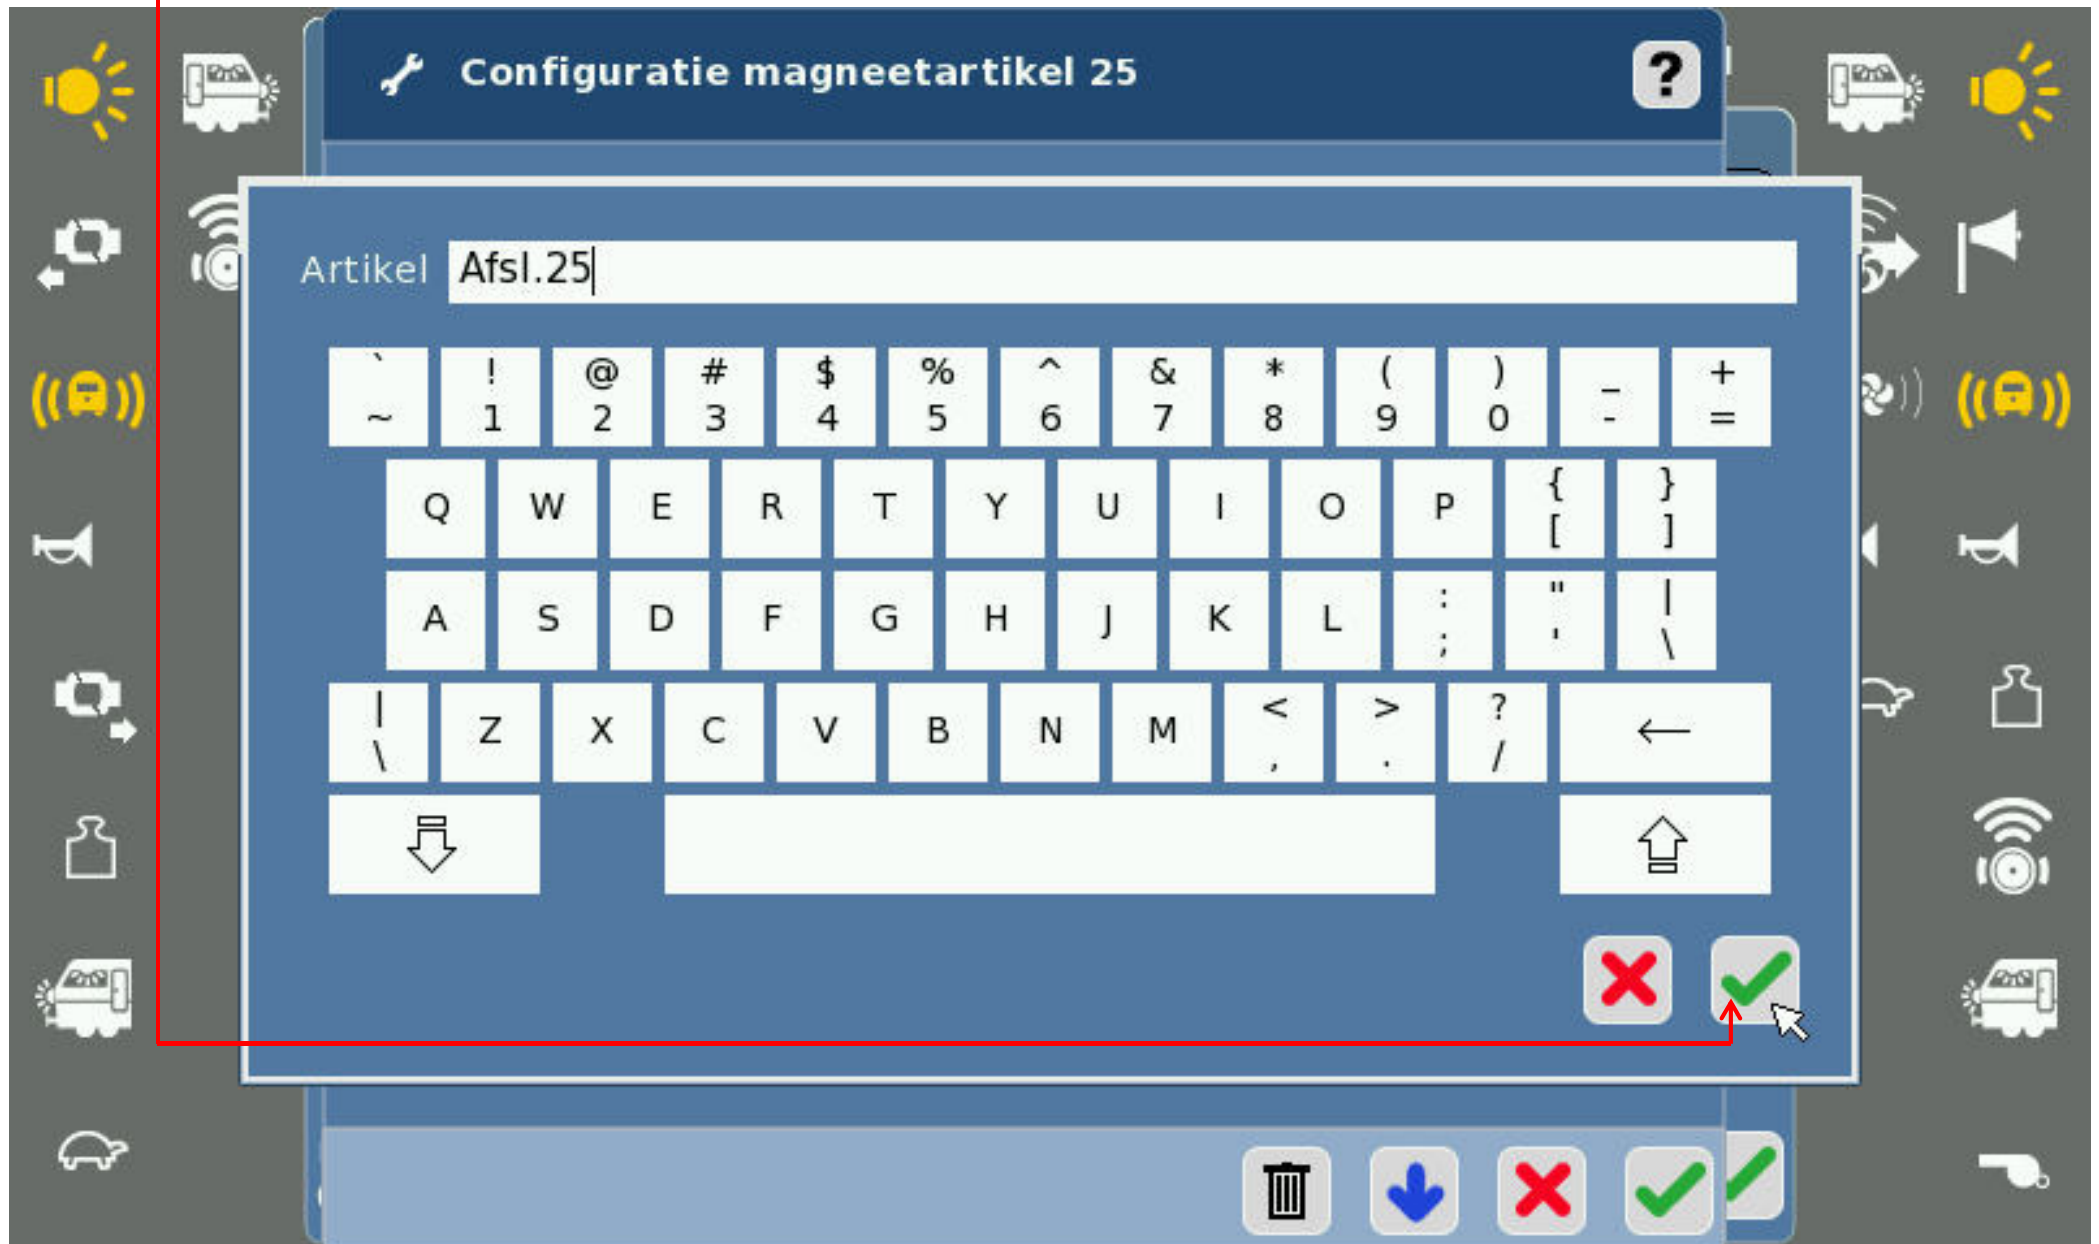 Configuratie magneetartikel 25 ?
Artikel Afsl.25
` ! @ # $ % ^ & * ( ) _ +
~ 1 2 3 4 5 6 7 8 9 0 - =
Q W E R T Y U I O P { }
[ ]
A S D F G H J K L : " |
; ' \
| Z X C V B N M < > ? ←
\ , . /